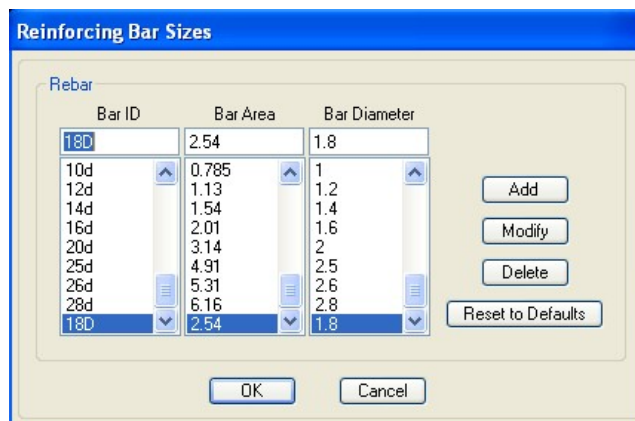 Reinforcing Bar Sizes
Rebar
Bar ID Bar Area Bar Diameter
18D 2.54 1.8
10d 0.785 1
12d 1.13 1.2
14d 1.54 1.4
16d 2.01 1.6
20d 3.14 2
25d 4.91 2.5
26d 5.31 2.6
28d 6.16 2.8
18D 2.54 1.8
Add
Modify
Delete
Reset to Defaults
OK Cancel